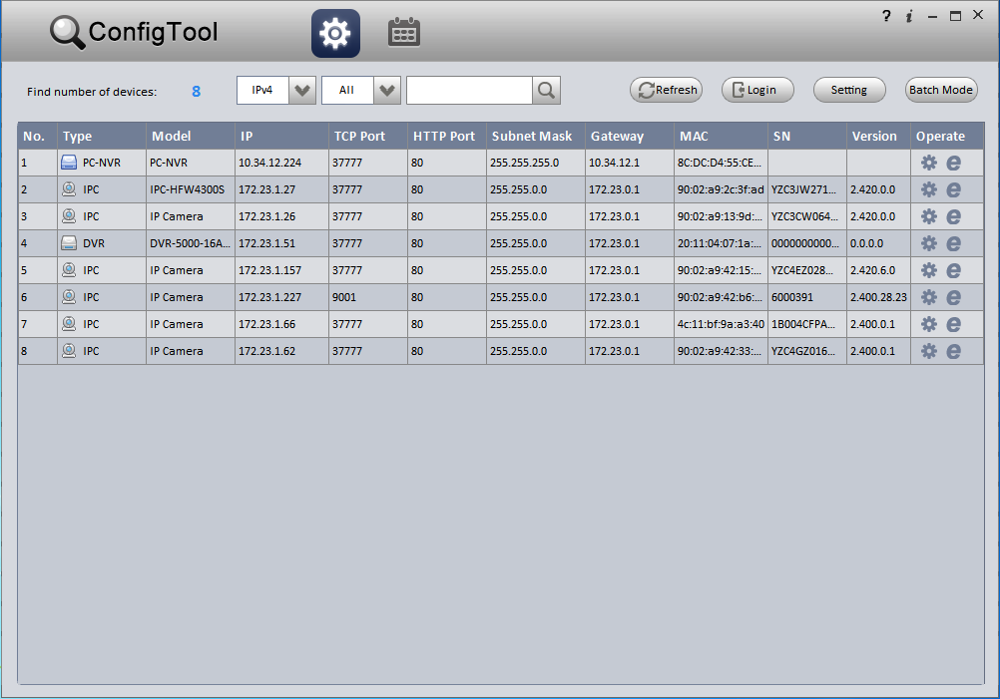 ConfigTool
? i
Find number of devices: 8 IPv4 All Refresh Login Setting Batch Mode
No. Type Model IP TCP Port HTTP Port Subnet Mask Gateway MAC SN Version Operate
1 PC-NVR PC-NVR 10.34.12.224 37777 80 255.255.255.0 10.34.12.1 8C:DC:D4:55:CE...
2 IPC IPC-HFW4300S 172.23.1.27 37777 80 255.255.0.0 172.23.0.1 90:02:a9:2c:3f:ad YZC3JW271... 2.420.0.0
3 IPC IP Camera 172.23.1.26 37777 80 255.255.0.0 172.23.0.1 90:02:a9:13:9d:... YZC3CW064... 2.420.0.0
4 DVR DVR-5000-16A... 172.23.1.51 37777 80 255.255.0.0 172.23.0.1 20:11:04:07:1a:... 0000000000... 0.0.0.0
5 IPC IP Camera 172.23.1.157 37777 80 255.255.0.0 172.23.0.1 90:02:a9:42:15:... YZC4EZ028... 2.420.6.0
6 IPC IP Camera 172.23.1.227 9001 80 255.255.0.0 172.23.0.1 90:02:a9:42:b6:... 6000391 2.400.28.23
7 IPC IP Camera 172.23.1.66 37777 80 255.255.0.0 172.23.0.1 4c:11:bf:9a:a3:40 1B004CFPA... 2.400.0.1
8 IPC IP Camera 172.23.1.62 37777 80 255.255.0.0 172.23.0.1 90:02:a9:42:33:... YZC4GZ016... 2.400.0.1